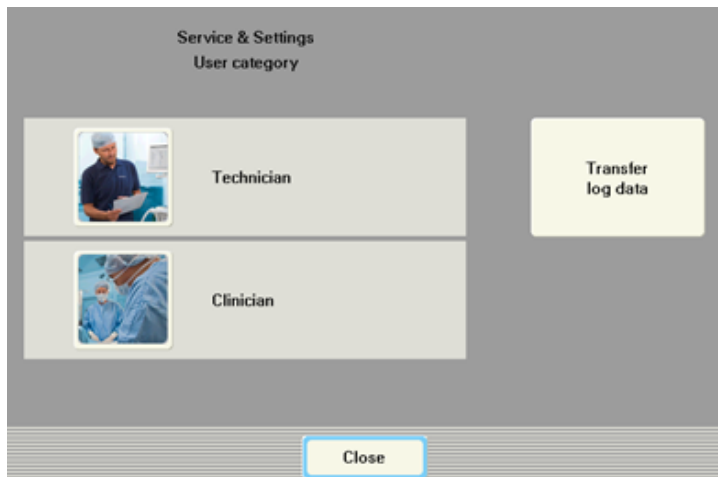 Service & Settings
User category
Technician
Transfer
log data
Clinician
Close